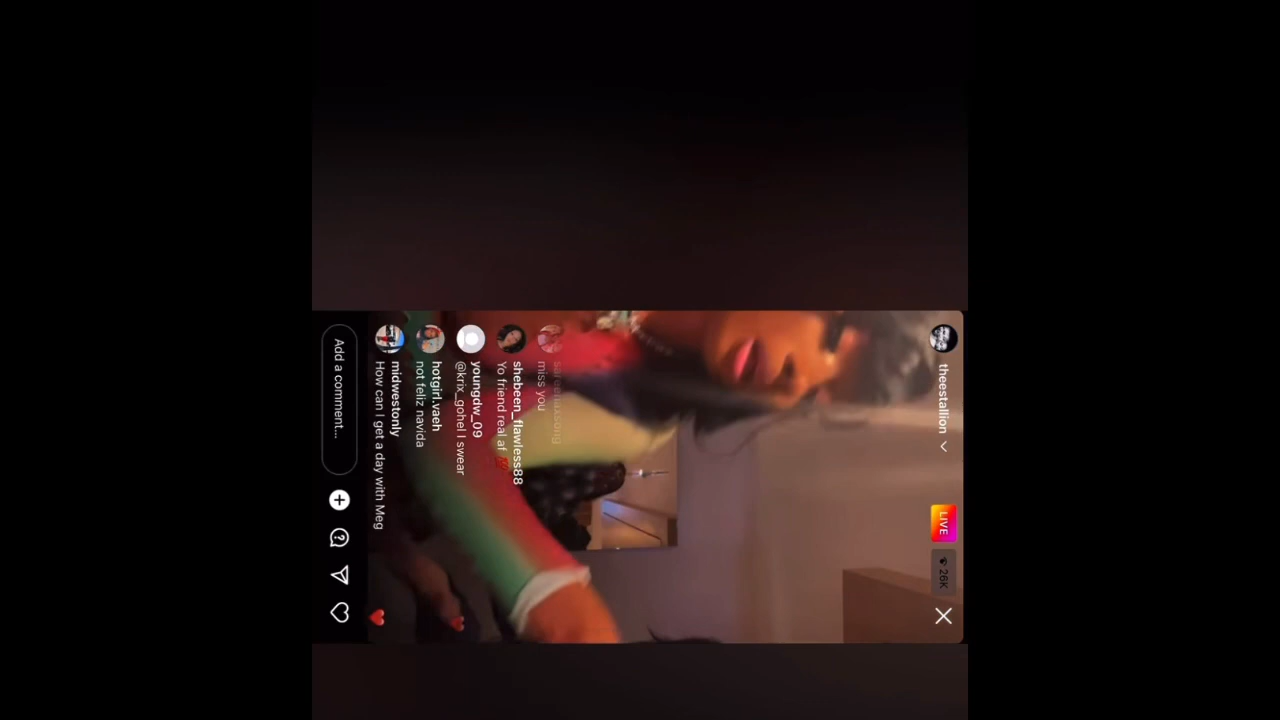 theestallion
LIVE
26K
miss you
shebeen_flawless88
Yo friend real af
youngdw_09
@krix_gohel I swear
hotgirl.vaeh
not feliz navida
midwestonly
How can I get a day with Meg
Add a comment...